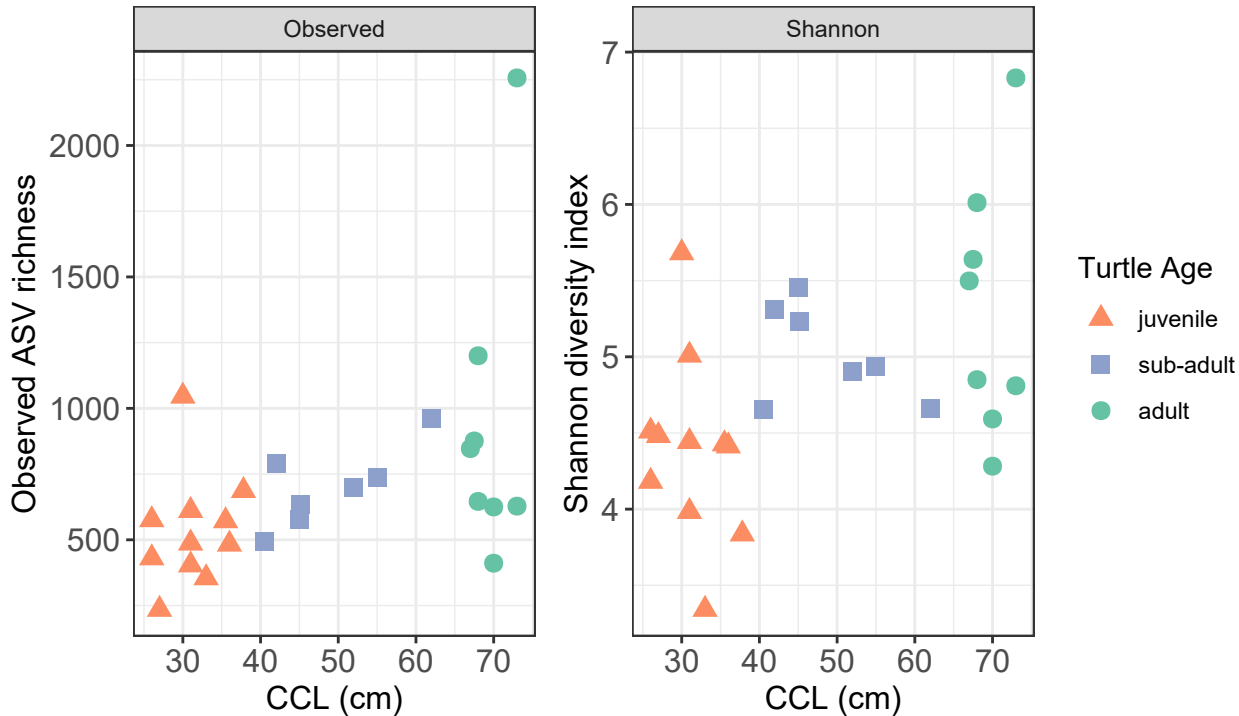 Observed
Observed ASV richness
2000
1500
1000
500
30 40 50 60 70
CCL (cm)
Shannon
Shannon diversity index
7
6
5
4
30 40 50 60 70
CCL (cm)
Turtle Age
juvenile
sub-adult
adult